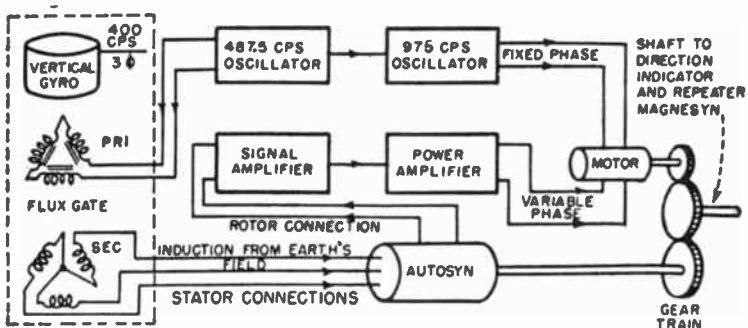 400
CPS
3ϕ
VERTICAL
GYRO
487.5 CPS
OSCILLATOR
975 CPS
OSCILLATOR
FIXED PHASE
SHAFT TO
DIRECTION
INDICATOR
AND REPEATER
MAGNESYN
PRI
FLUX GATE
SIGNAL
AMPLIFIER
POWER
AMPLIFIER
MOTOR
VARIABLE
PHASE
ROTOR CONNECTION
SEC
INDUCTION FROM EARTH'S
FIELD
STATOR CONNECTIONS
AUTOSYN
GEAR
TRAIN